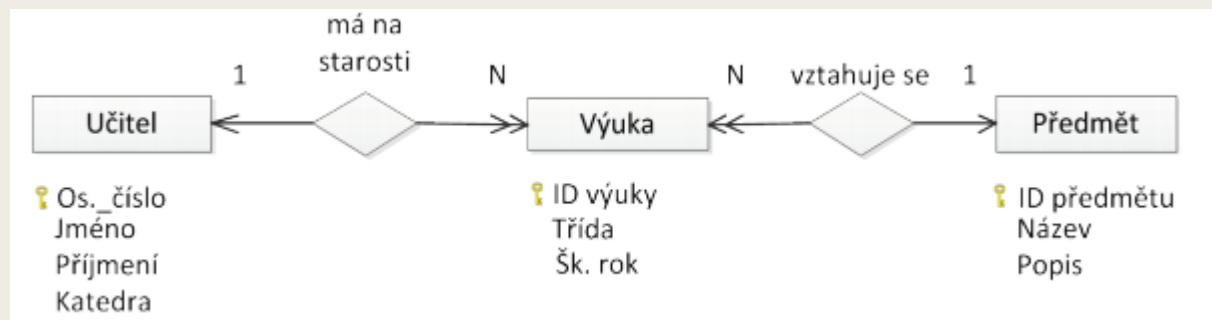 má na
starosti
1
N
N
vztahuje se
1
Učitel
Výuka
Předmět
Os._číslo
Jméno
Příjmení
Katedra
ID výuky
Třída
Šk. rok
ID předmětu
Název
Popis